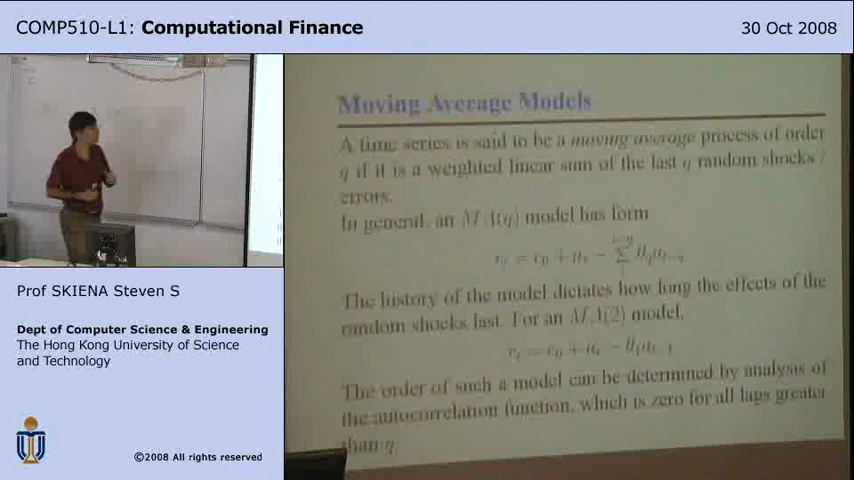 COMP510-L1: Computational Finance
30 Oct 2008
Moving Average Models
A time series is said to be a moving average process of order
q if it is a weighted linear sum of the last q random shocks /
errors.
In general, an MA(q) model has form
The history of the model dictates how long the effects of the
random shocks last. For an MA(2) model,
The order of such a model can be determined by analysis of
the autocorrelation function, which is zero for all lags greater
than q
Prof SKIENA Steven S
Dept of Computer Science & Engineering
The Hong Kong University of Science
and Technology
©2008 All rights reserved